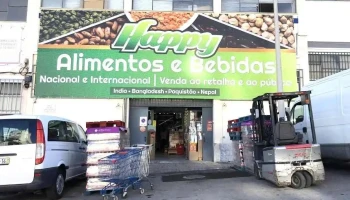 Happy
Alimentos e Bebidas
Nacional e Internacional | Venda ao retalho e ao público
India - Bangladesh - Paquistão - Nepal